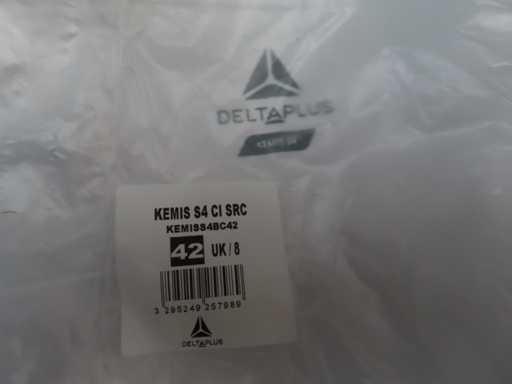 DELTAPLUS
KEMIS S4 CI SRC
KEMISS4BC42
42 UK / 8
3 295249 257989
DELTAPLUS